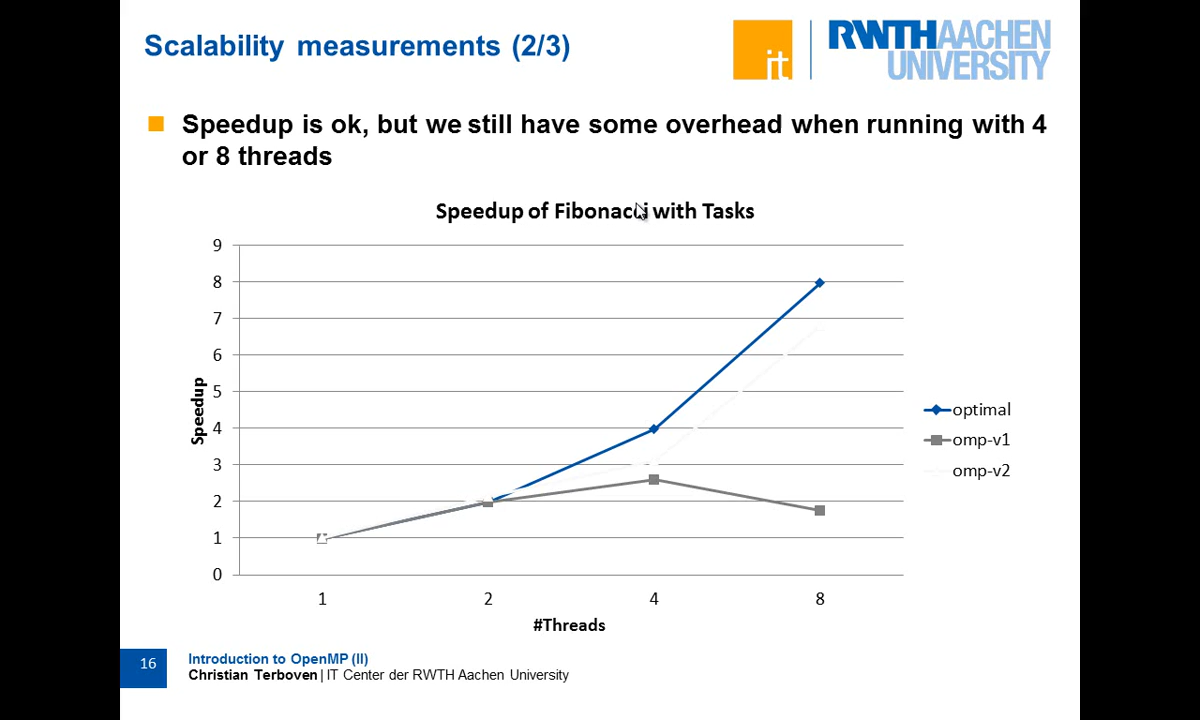 Scalability measurements (2/3)
it
RWTHAACHEN
UNIVERSITY
Speedup is ok, but we still have some overhead when running with 4
or 8 threads
Speedup of Fibonacci with Tasks
9
8
7
6
5
4
3
2
1
0
Speedup
1 2 4 8
#Threads
optimal
omp-v1
omp-v2
16
Introduction to OpenMP (II)
Christian Terboven | IT Center der RWTH Aachen University